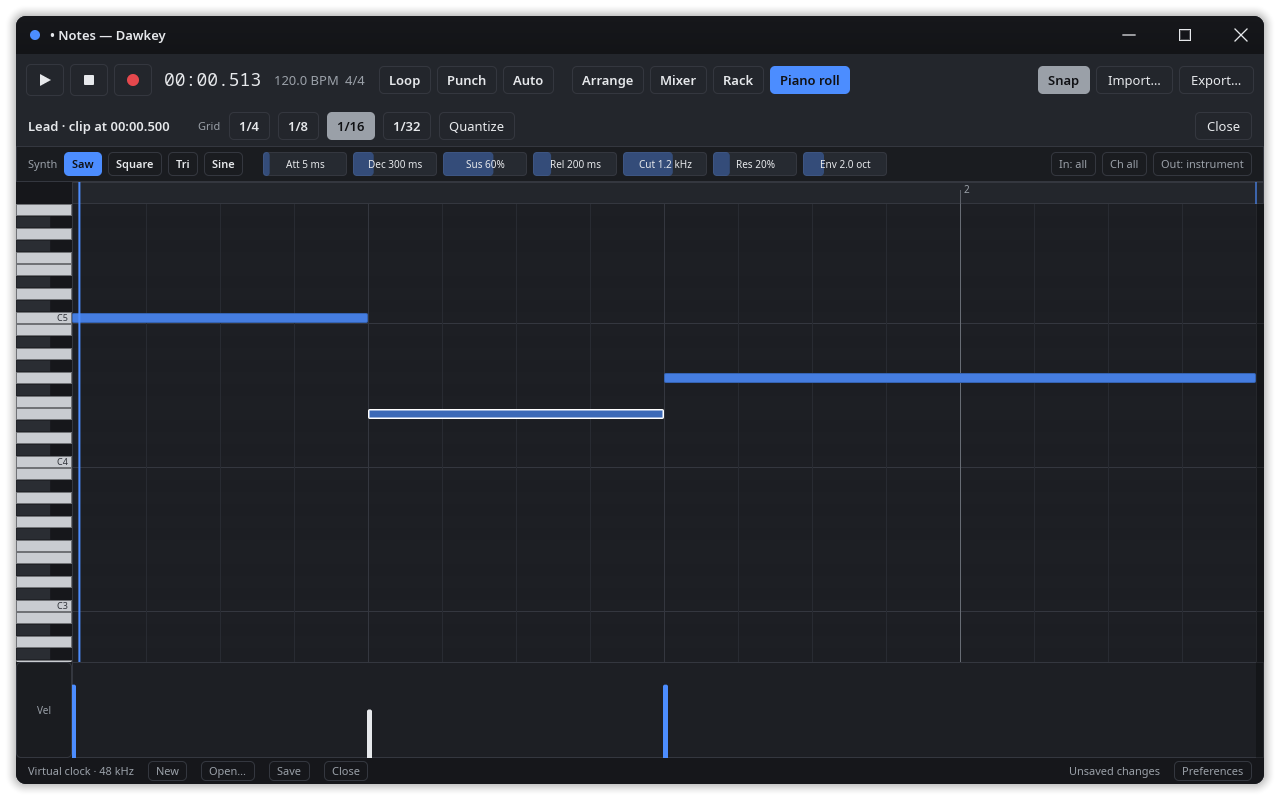 • Notes — Dawkey
00:00.513 120.0 BPM 4/4 Loop Punch Auto Arrange Mixer Rack Piano roll Snap Import... Export...
Lead · clip at 00:00.500 Grid 1/4 1/8 1/16 1/32 Quantize Close
Synth Saw Square Tri Sine Att 5 ms Dec 300 ms Sus 60% Rel 200 ms Cut 1.2 kHz Res 20% Env 2.0 oct In: all Ch all Out: instrument
2
C5
C4
C3
Vel
Virtual clock · 48 kHz New Open... Save Close Unsaved changes Preferences